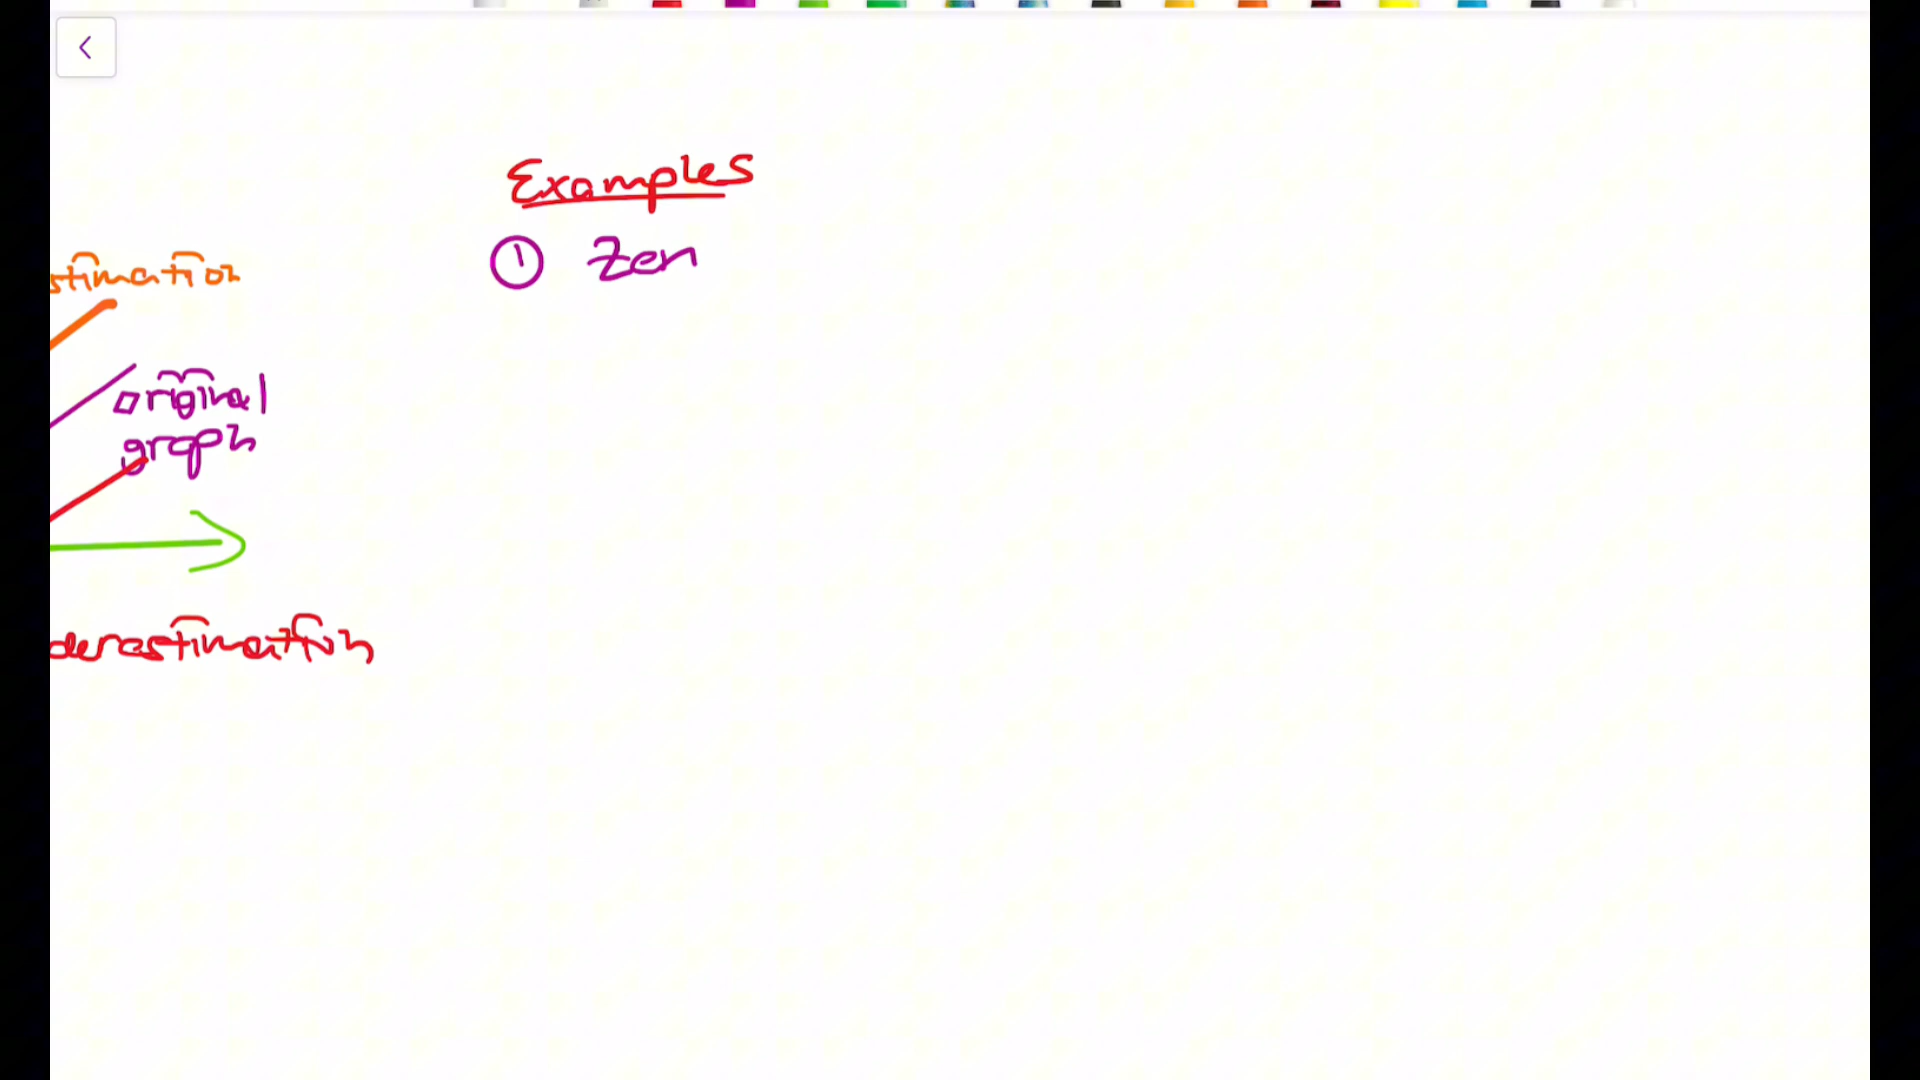 Examples
① Zen
stimation
original
graph
derestimation